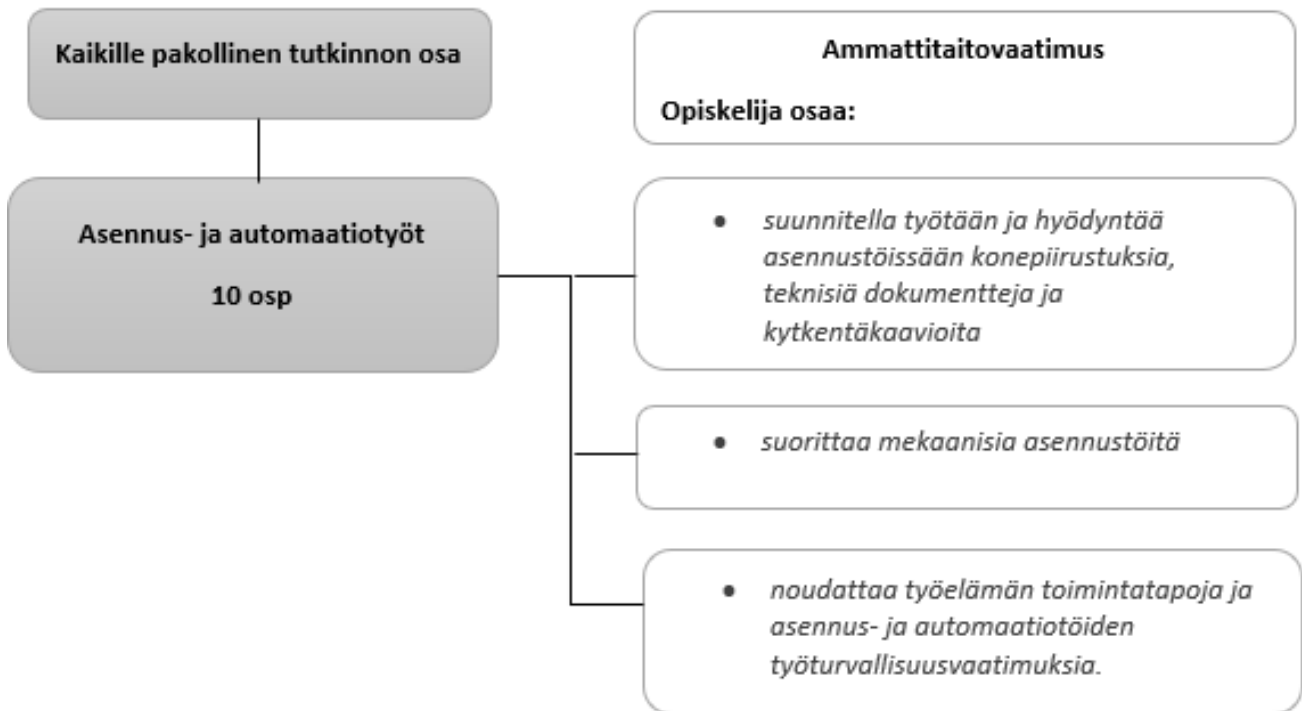 Kaikille pakollinen tutkinnon osa
Asennus- ja automaatiotyöt
10 osp
Ammattitaitovaatimus
Opiskelija osaa:
• suunnitella työtään ja hyödyntää
asennustöissään konepiirustuksia,
teknisiä dokumentteja ja
kytkentäkaavioita
• suorittaa mekaanisia asennustöitä
• noudattaa työelämän toimintatapoja ja
asennus- ja automaatiotöiden
työturvallisuusvaatimuksia.